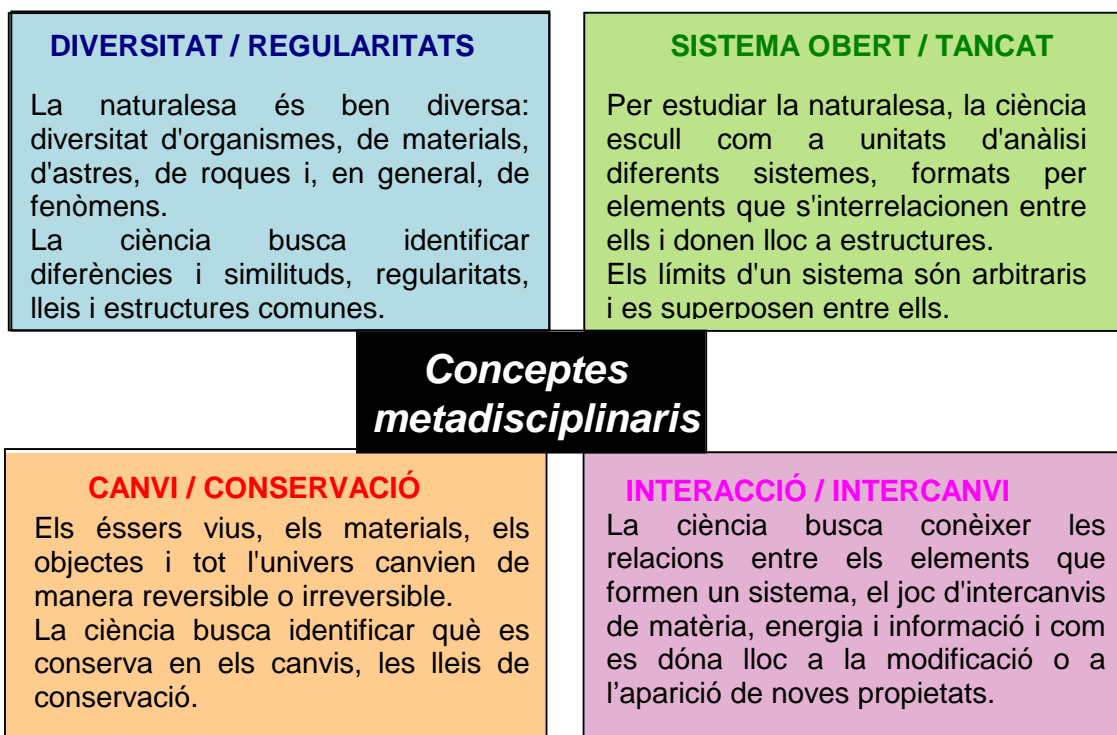 DIVERSITAT / REGULARITATS
La naturalesa és ben diversa:
diversitat d'organismes, de materials,
d'astres, de roques i, en general, de
fenòmens.
La ciència busca identificar
diferències i similituds, regularitats,
lleis i estructures comunes.
SISTEMA OBERT / TANCAT
Per estudiar la naturalesa, la ciència
escull com a unitats d'anàlisi
diferents sistemes, formats per
elements que s'interrelacionen entre
ells i donen lloc a estructures.
Els límits d'un sistema són arbitraris
i es superposen entre ells.
Conceptes
metadisciplinaris
CANVI / CONSERVACIÓ
Els éssers vius, els materials, els
objectes i tot l'univers canvien de
manera reversible o irreversible.
La ciència busca identificar què es
conserva en els canvis, les lleis de
conservació.
INTERACCIÓ / INTERCANVI
La ciència busca conèixer les
relacions entre els elements que
formen un sistema, el joc d'intercanvis
de matèria, energia i informació i com
es dóna lloc a la modificació o a
l’aparició de noves propietats.